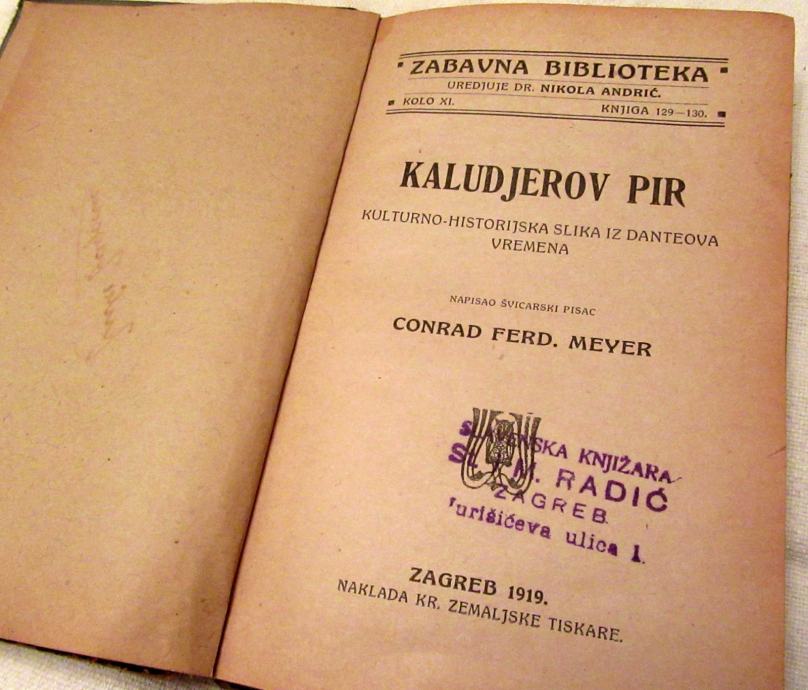 ZABAVNA BIBLIOTEKA
UREDJUJE DR. NIKOLA ANDRIĆ.
KOLO XI. KNJIGA 129—130.
KALUDJEROV PIR
KULTURNO-HISTORIJSKA SLIKA IZ DANTEOVA
VREMENA
NAPISAO ŠVICARSKI PISAC
CONRAD FERD. MEYER
SLAVENSKA KNJIŽARA
M. RADIĆ
ZAGREB
Jurišićeva ulica 1.
ZAGREB 1919.
NAKLADA KR. ZEMALJSKE TISKARE.